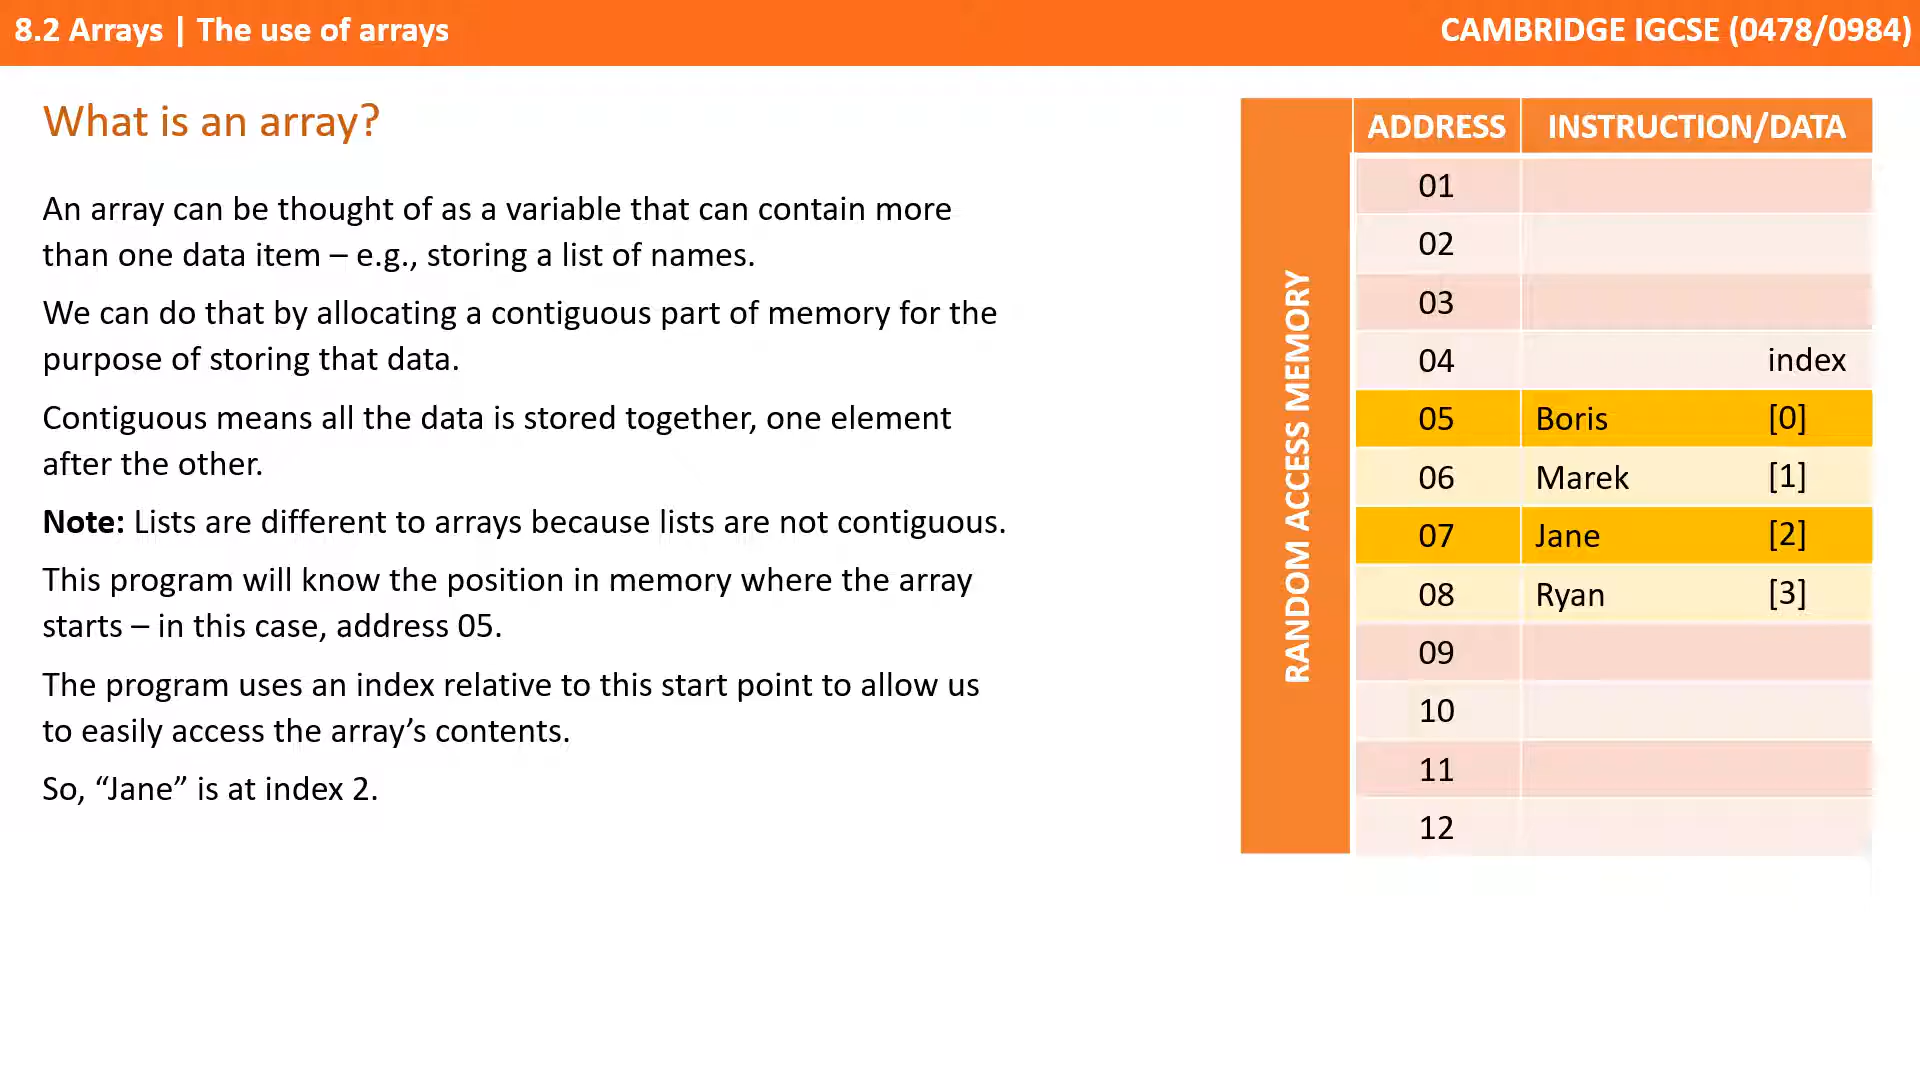 8.2 Arrays | The use of arrays
CAMBRIDGE IGCSE (0478/0984)
What is an array?
An array can be thought of as a variable that can contain more
than one data item – e.g., storing a list of names.
We can do that by allocating a contiguous part of memory for the
purpose of storing that data.
Contiguous means all the data is stored together, one element
after the other.
Note: Lists are different to arrays because lists are not contiguous.
This program will know the position in memory where the array
starts – in this case, address 05.
The program uses an index relative to this start point to allow us
to easily access the array’s contents.
So, “Jane” is at index 2.
RANDOM ACCESS MEMORY
ADDRESS INSTRUCTION/DATA
01
02
03
04 index
05 Boris [0]
06 Marek [1]
07 Jane [2]
08 Ryan [3]
09
10
11
12